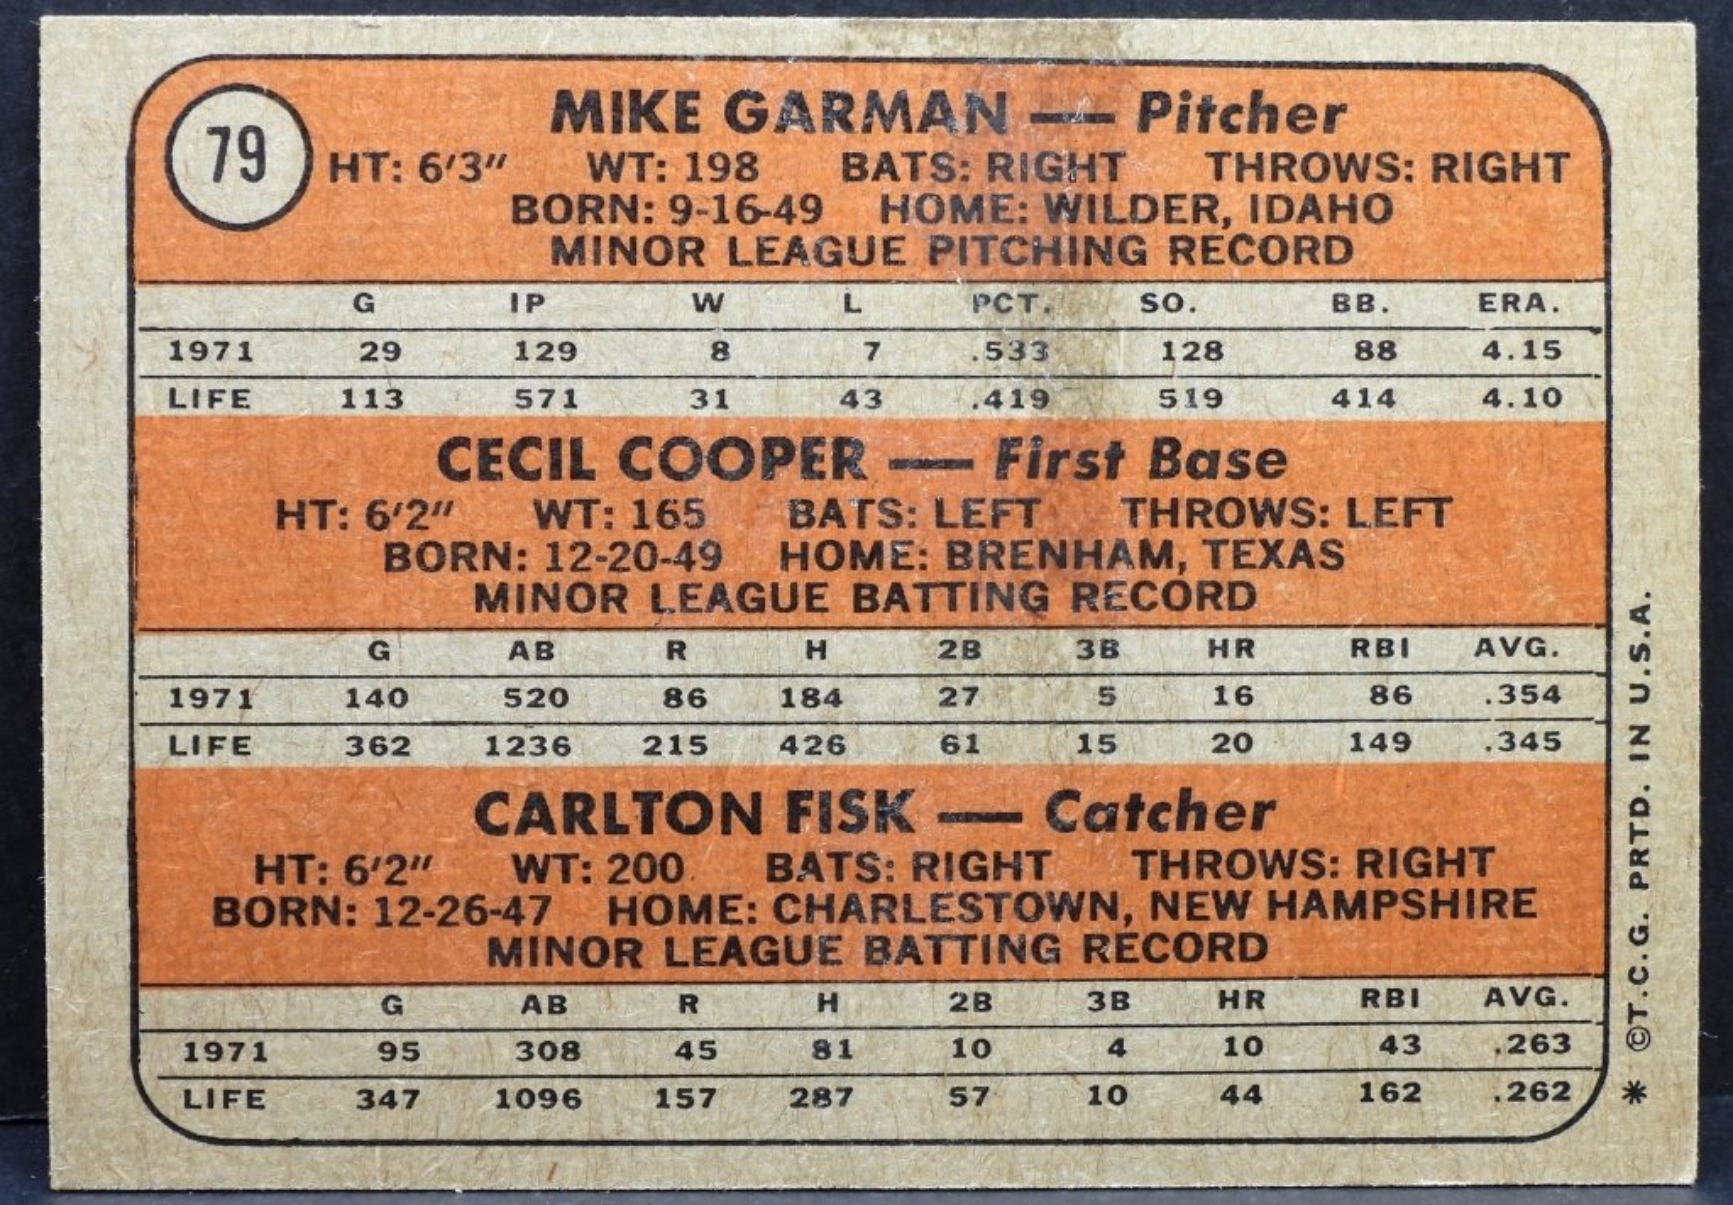 79
MIKE GARMAN — Pitcher
HT: 6'3" WT: 198 BATS: RIGHT THROWS: RIGHT
BORN: 9-16-49 HOME: WILDER, IDAHO
MINOR LEAGUE PITCHING RECORD
G IP W L PCT. SO. BB. ERA.
1971 29 129 8 7 .533 128 88 4.15
LIFE 113 571 31 43 .419 519 414 4.10
CECIL COOPER — First Base
HT: 6'2" WT: 165 BATS: LEFT THROWS: LEFT
BORN: 12-20-49 HOME: BRENHAM, TEXAS
MINOR LEAGUE BATTING RECORD
G AB R H 2B 3B HR RBI AVG.
1971 140 520 86 184 27 5 16 86 .354
LIFE 362 1236 215 426 61 15 20 149 .345
CARLTON FISK — Catcher
HT: 6'2" WT: 200 BATS: RIGHT THROWS: RIGHT
BORN: 12-26-47 HOME: CHARLESTOWN, NEW HAMPSHIRE
MINOR LEAGUE BATTING RECORD
G AB R H 2B 3B HR RBI AVG.
1971 95 308 45 81 10 4 10 43 .263
LIFE 347 1096 157 287 57 10 44 162 .262
* ©T.C.G. PRTD. IN U.S.A.